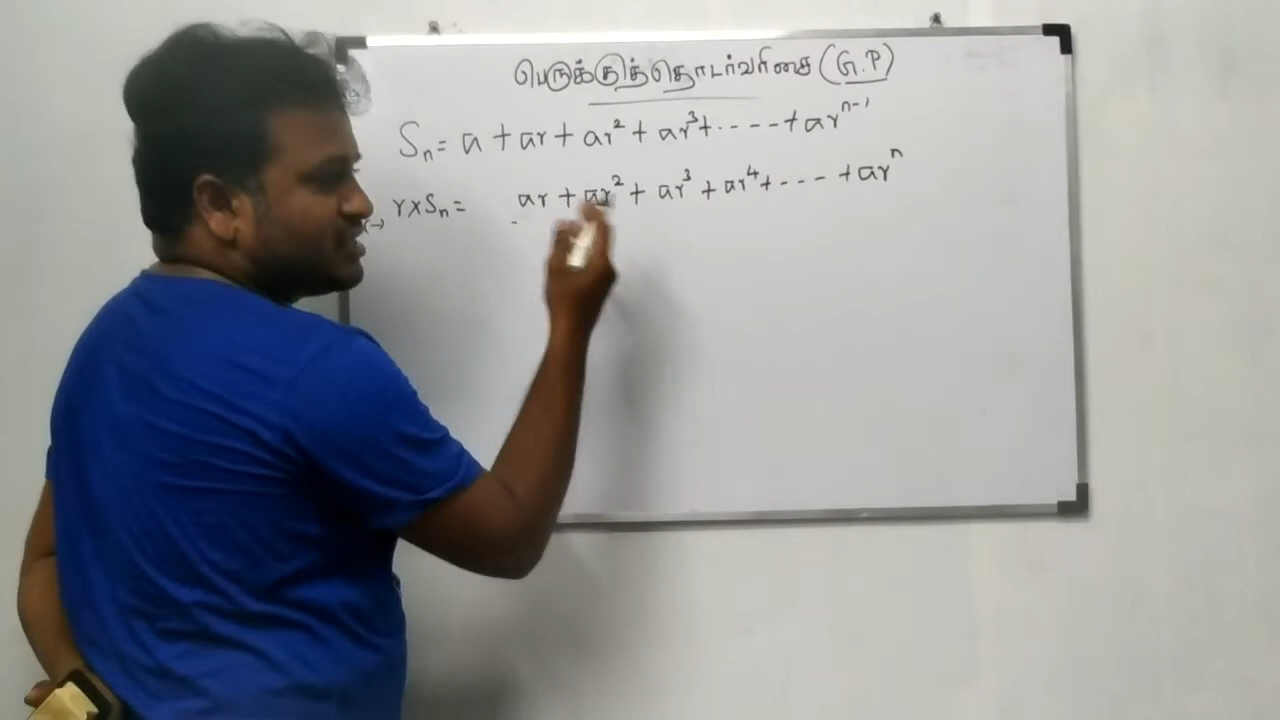 பெருக்குத்தொடர்வரிசை (G.P)
Sₙ = a + ar + ar² + ar³ + ---- + arⁿ⁻¹
r × Sₙ = ar + ar² + ar³ + ar⁴ + --- + arⁿ